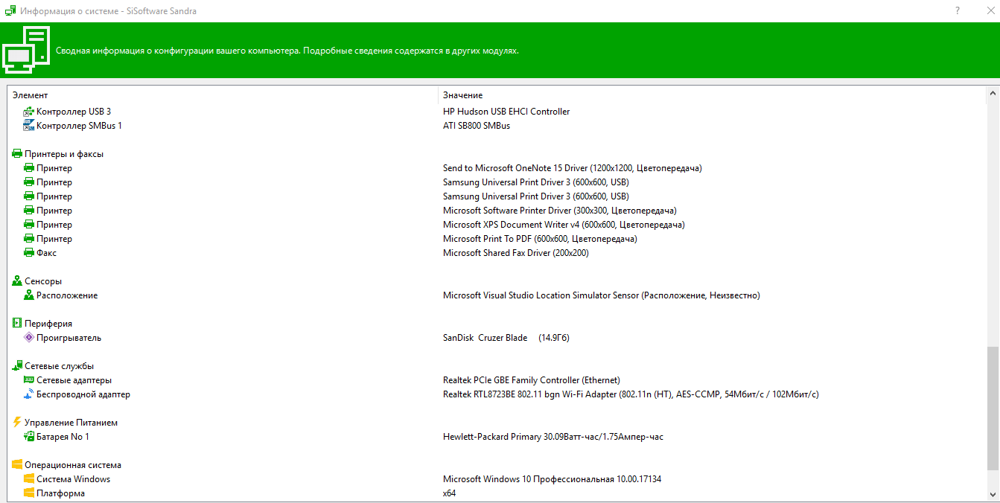 Информация о системе - SiSoftware Sandra
Сводная информация о конфигурации вашего компьютера. Подробные сведения содержатся в других модулях.
Элемент Значение
Контроллер USB 3 HP Hudson USB EHCI Controller
Контроллер SMBus 1 ATI SB800 SMBus
Принтеры и факсы
Принтер Send to Microsoft OneNote 15 Driver (1200x1200, Цветопередача)
Принтер Samsung Universal Print Driver 3 (600x600, USB)
Принтер Samsung Universal Print Driver 3 (600x600, USB)
Принтер Microsoft Software Printer Driver (300x300, Цветопередача)
Принтер Microsoft XPS Document Writer v4 (600x600, Цветопередача)
Принтер Microsoft Print To PDF (600x600, Цветопередача)
Факс Microsoft Shared Fax Driver (200x200)
Сенсоры
Расположение Microsoft Visual Studio Location Simulator Sensor (Расположение, Неизвестно)
Периферия
Проигрыватель SanDisk Cruzer Blade (14.9Гб)
Сетевые службы
Сетевые адаптеры Realtek PCIe GBE Family Controller (Ethernet)
Беспроводной адаптер Realtek RTL8723BE 802.11 bgn Wi-Fi Adapter (802.11n (HT), AES-CCMP, 54Мбит/с / 102Мбит/с)
Управление Питанием
Батарея No 1 Hewlett-Packard Primary 30.09Ватт-час/1.75Ампер-час
Операционная система
Система Windows Microsoft Windows 10 Профессиональная 10.00.17134
Платформа x64